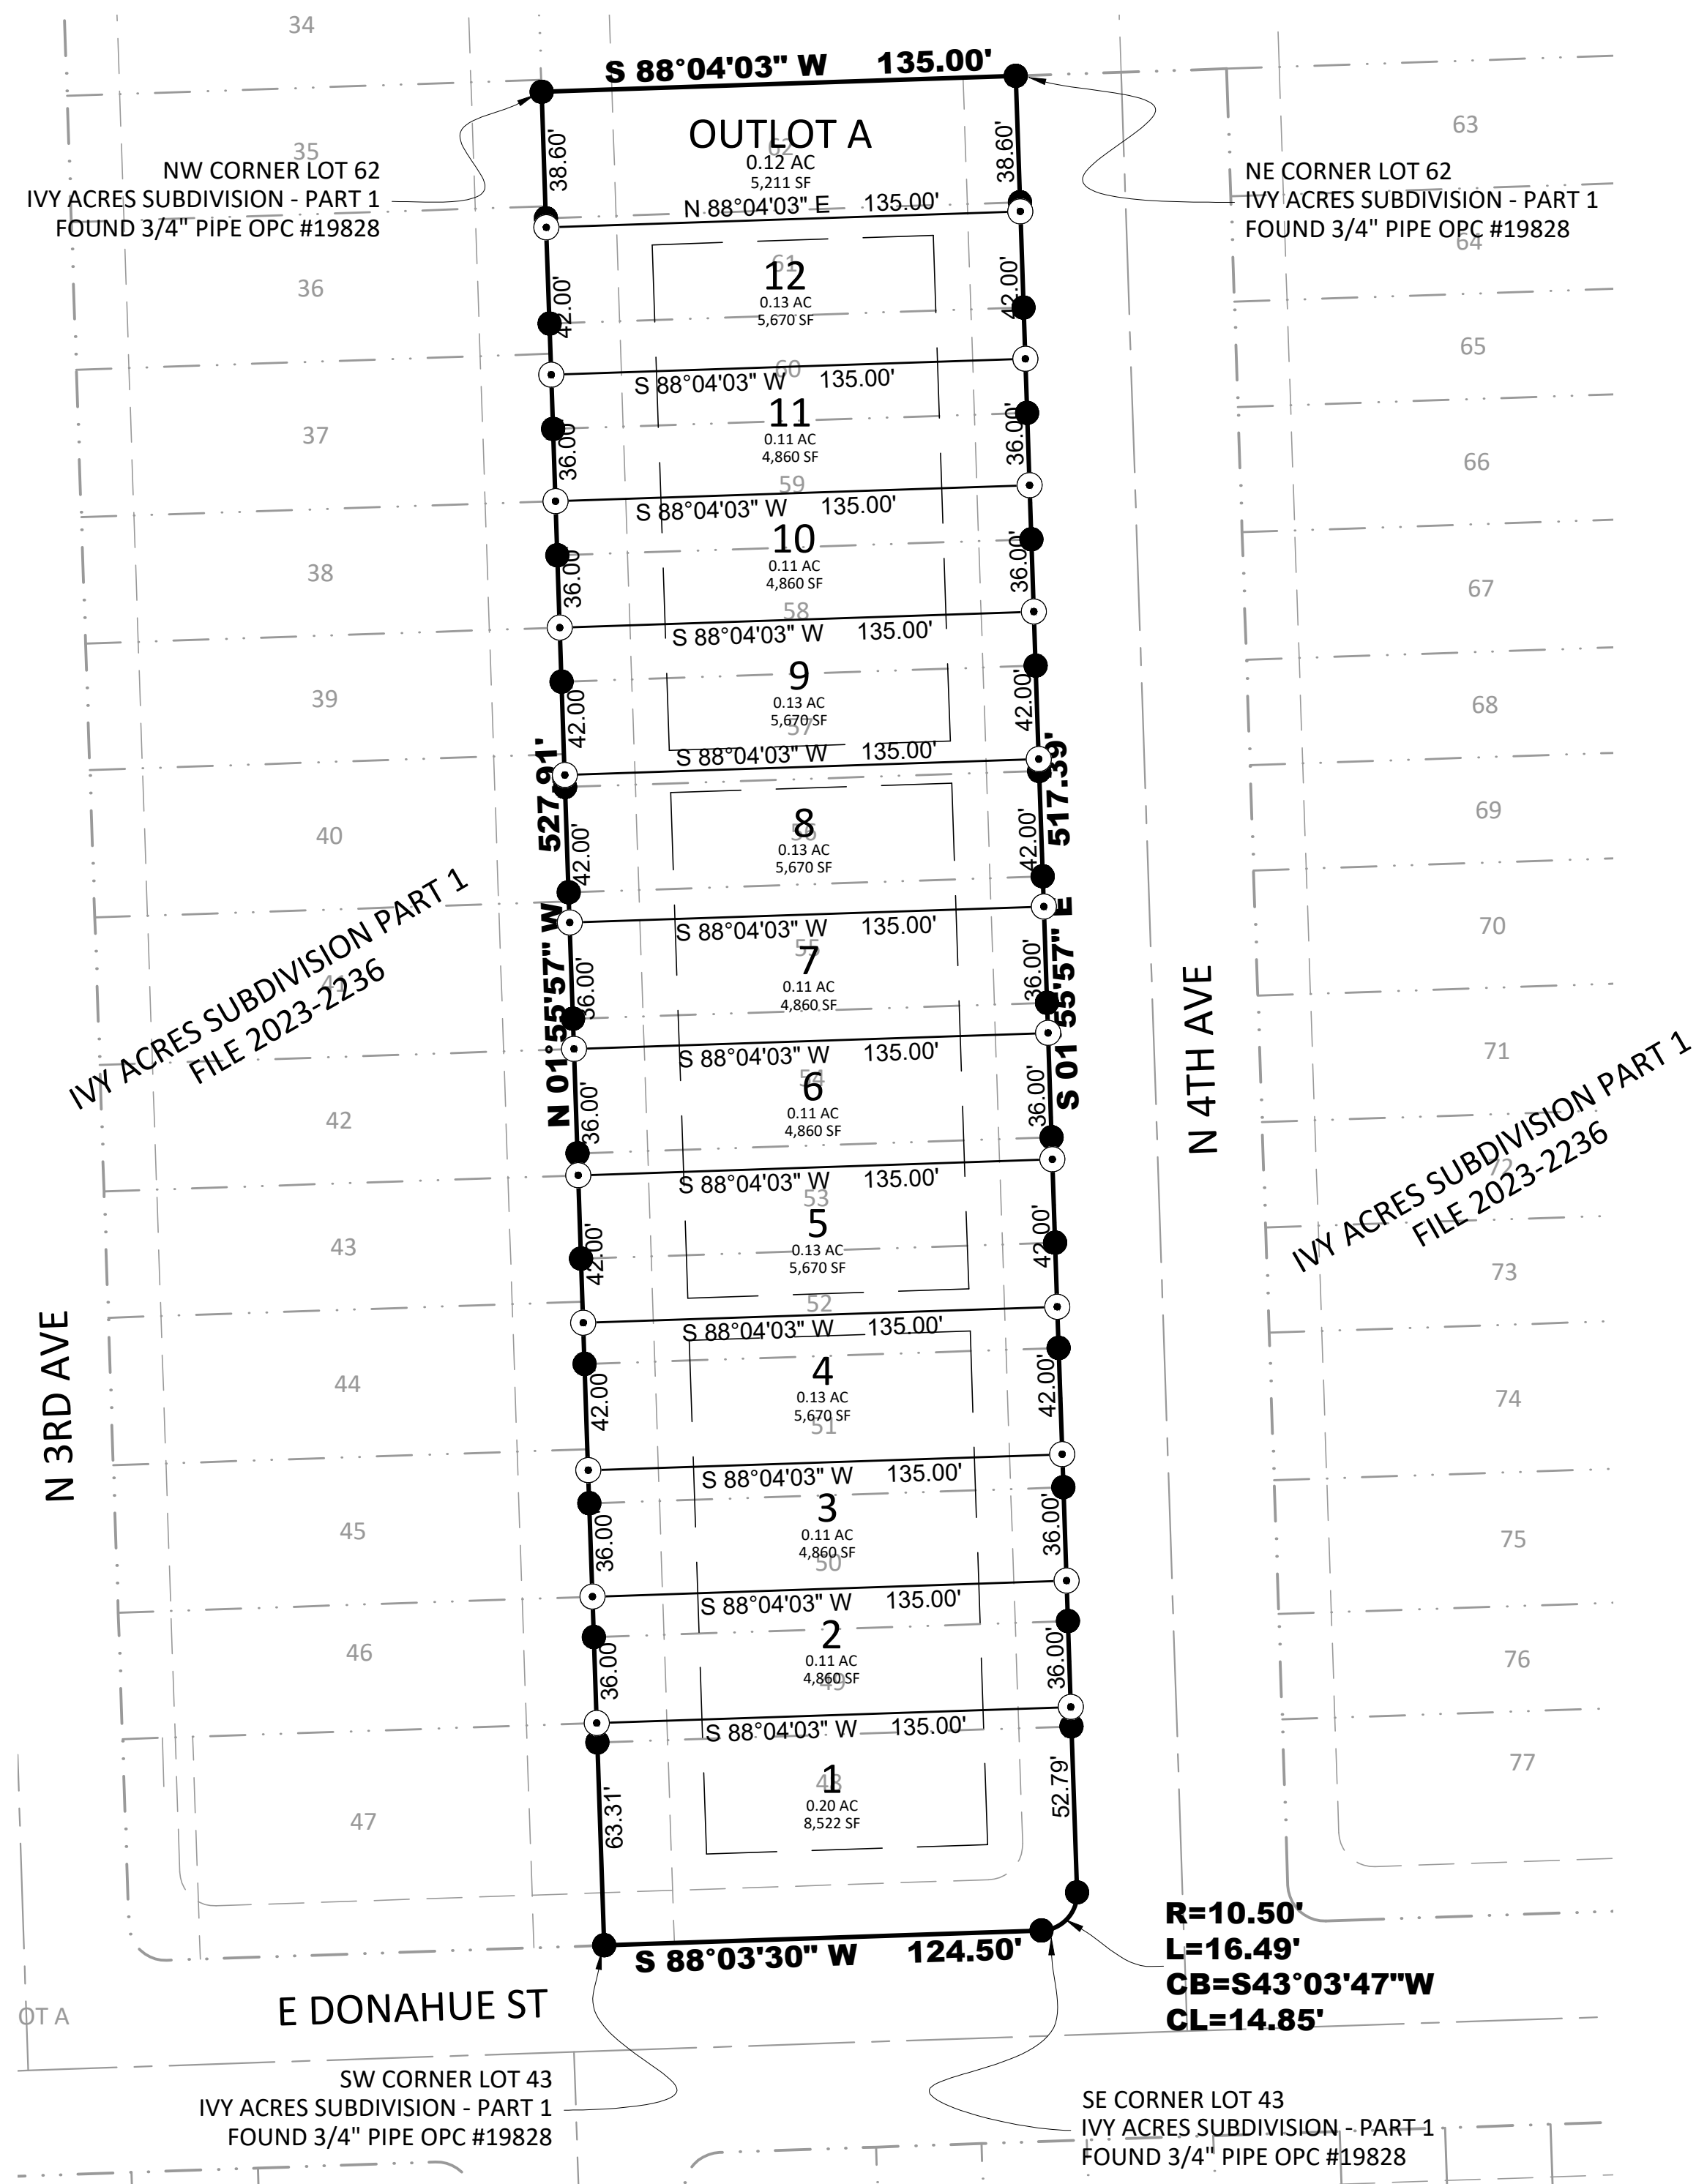 34
S 88°04'03" W 135.00'
OUTLOT A
62
0.12 AC
5,211 SF
N 88°04'03" E 135.00'
38.60'
38.60'
35
NW CORNER LOT 62
IVY ACRES SUBDIVISION - PART 1
FOUND 3/4" PIPE OPC #19828
63
NE CORNER LOT 62
IVY ACRES SUBDIVISION - PART 1
FOUND 3/4" PIPE OPC #19828
64
36
42.00'
61
12
0.13 AC
5,670 SF
42.00'
65
60
S 88°04'03" W 135.00'
37
36.00'
11
0.11 AC
4,860 SF
36.00'
66
59
S 88°04'03" W 135.00'
38
36.00'
10
0.11 AC
4,860 SF
36.00'
67
58
S 88°04'03" W 135.00'
39
42.00'
9
0.13 AC
5,670 SF
57
42.00'
68
S 88°04'03" W 135.00'
N 01°55'57" W 527.91'
S 01°55'57" E 517.39'
40
42.00'
8
56
0.13 AC
5,670 SF
42.00'
69
S 88°04'03" W 135.00'
55
70
IVY ACRES SUBDIVISION PART 1
FILE 2023-2236
41
36.00'
7
0.11 AC
4,860 SF
36.00'
N 4TH AVE
S 88°04'03" W 135.00'
71
54
42
36.00'
6
0.11 AC
4,860 SF
36.00'
IVY ACRES SUBDIVISION PART 1
FILE 2023-2236
72
S 88°04'03" W 135.00'
53
43
42.00'
5
0.13 AC
5,670 SF
42.00'
73
52
S 88°04'03" W 135.00'
N 3RD AVE
44
42.00'
4
0.13 AC
5,670 SF
51
42.00'
74
S 88°04'03" W 135.00'
45
36.00'
3
0.11 AC
4,860 SF
50
36.00'
75
S 88°04'03" W 135.00'
46
36.00'
2
0.11 AC
4,860 SF
49
36.00'
76
S 88°04'03" W 135.00'
47
63.31'
1
48
0.20 AC
8,522 SF
52.79'
77
S 88°03'30" W 124.50'
R=10.50'
L=16.49'
CB=S43°03'47"W
CL=14.85'
E DONAHUE ST
OT A
SW CORNER LOT 43
IVY ACRES SUBDIVISION - PART 1
FOUND 3/4" PIPE OPC #19828
SE CORNER LOT 43
IVY ACRES SUBDIVISION - PART 1
FOUND 3/4" PIPE OPC #19828